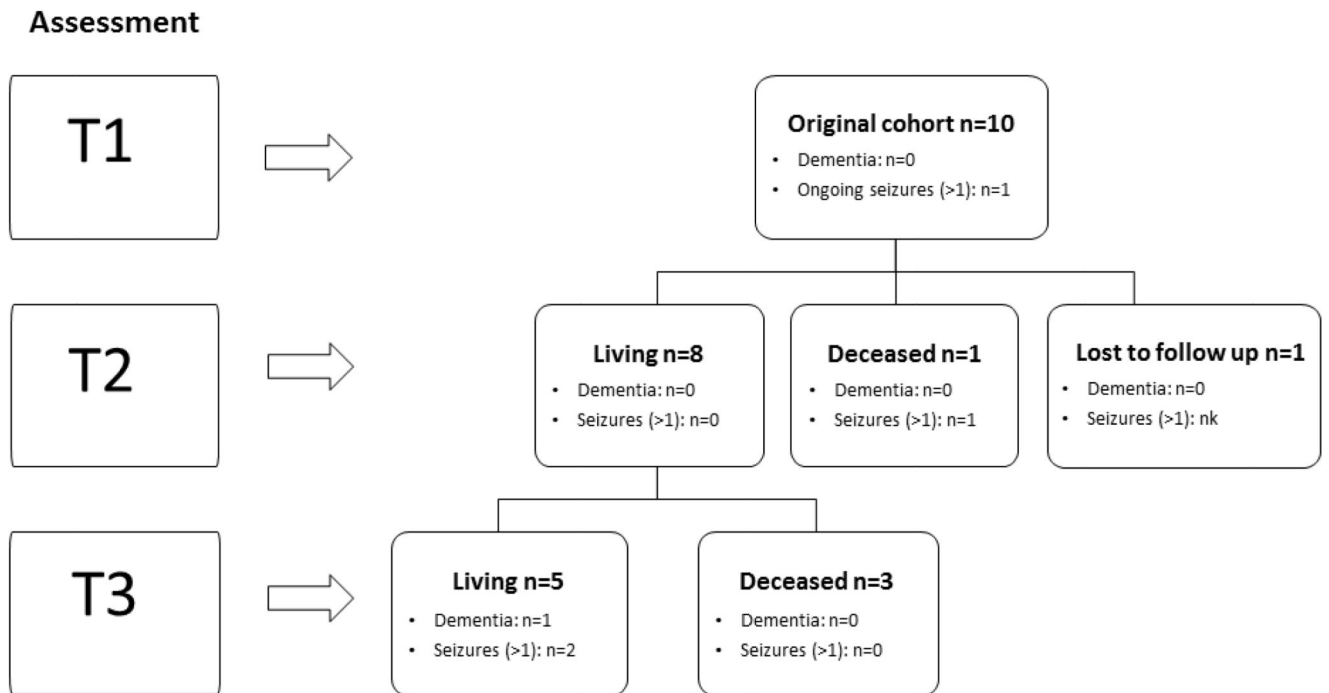 Assessment
T1
Original cohort n=10
• Dementia: n=0
• Ongoing seizures (>1): n=1
T2
Living n=8
• Dementia: n=0
• Seizures (>1): n=0
Deceased n=1
• Dementia: n=0
• Seizures (>1): n=1
Lost to follow up n=1
• Dementia: n=0
• Seizures (>1): nk
T3
Living n=5
• Dementia: n=1
• Seizures (>1): n=2
Deceased n=3
• Dementia: n=0
• Seizures (>1): n=0